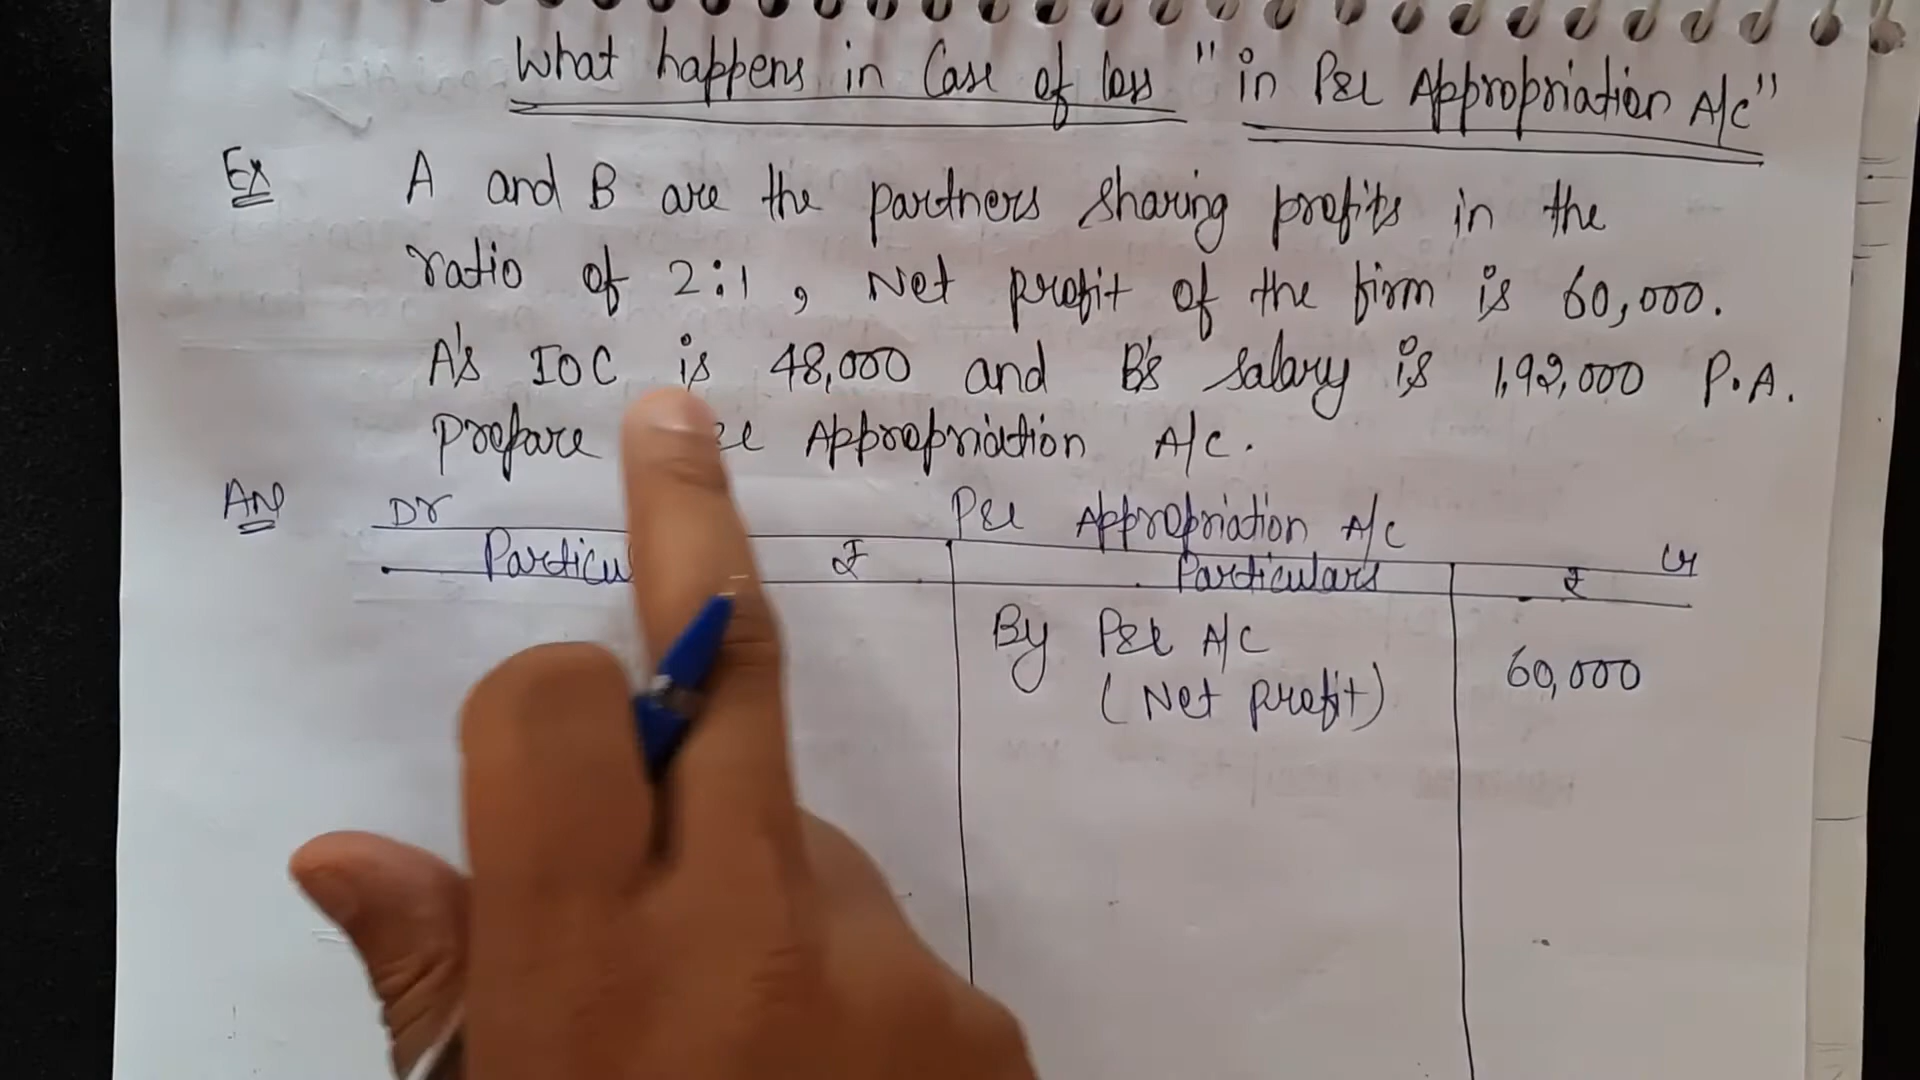 What happens in Case of loss "in P&L Appropriation A/c"
Ex A and B are the partners sharing profits in the
ratio of 2:1, Net profit of the firm is 60,000.
A's IOC is 48,000 and B's salary is 1,92,000 P.A.
prepare Appropriation A/c.
Ans Dr P&L Appropriation A/c Cr
₹ Particulars ₹
By P&L A/c
(Net profit) 60,000